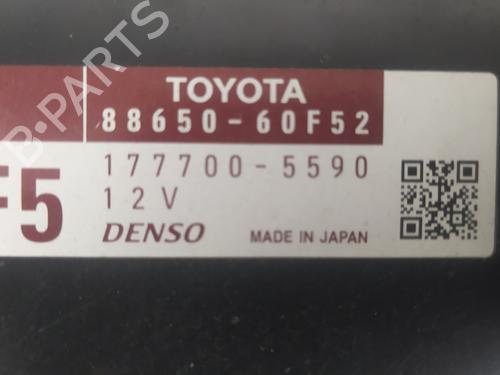 B-PARTS
TOYOTA
88650-60F52
F5
177700-5590
12V
DENSO
MADE IN JAPAN